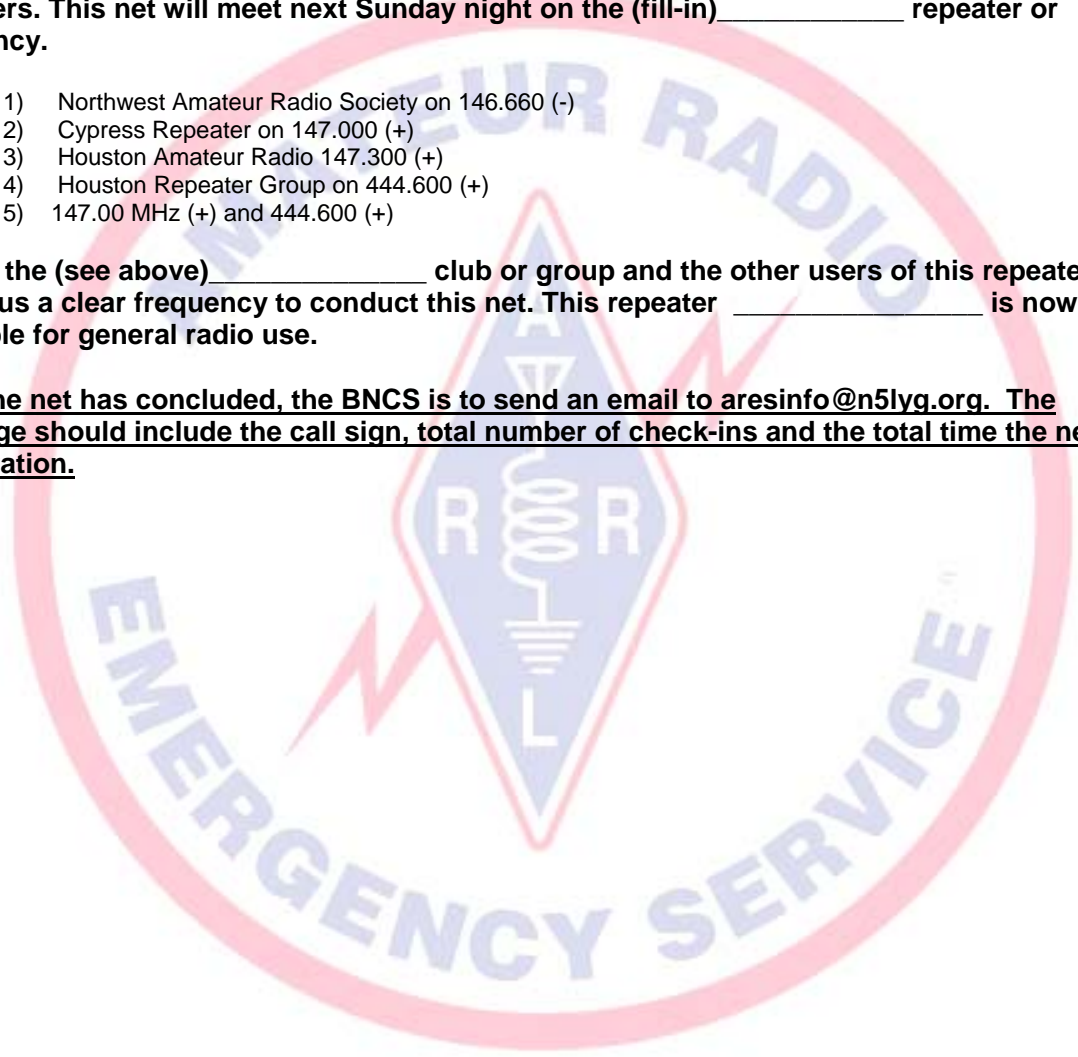 ers. This net will meet next Sunday night on the (fill-in)____________ repeater or
ncy.
1) Northwest Amateur Radio Society on 146.660 (-)
2) Cypress Repeater on 147.000 (+)
3) Houston Amateur Radio 147.300 (+)
4) Houston Repeater Group on 444.600 (+)
5) 147.00 MHz (+) and 444.600 (+)
the (see above)______________ club or group and the other users of this repeate
us a clear frequency to conduct this net. This repeater ________________ is now
ple for general radio use.
he net has concluded, the BNCS is to send an email to aresinfo@n5lyg.org. The
ge should include the call sign, total number of check-ins and the total time the ne
ation.
AMATEUR RADIO
A
R R
L
EMERGENCY SERVICE